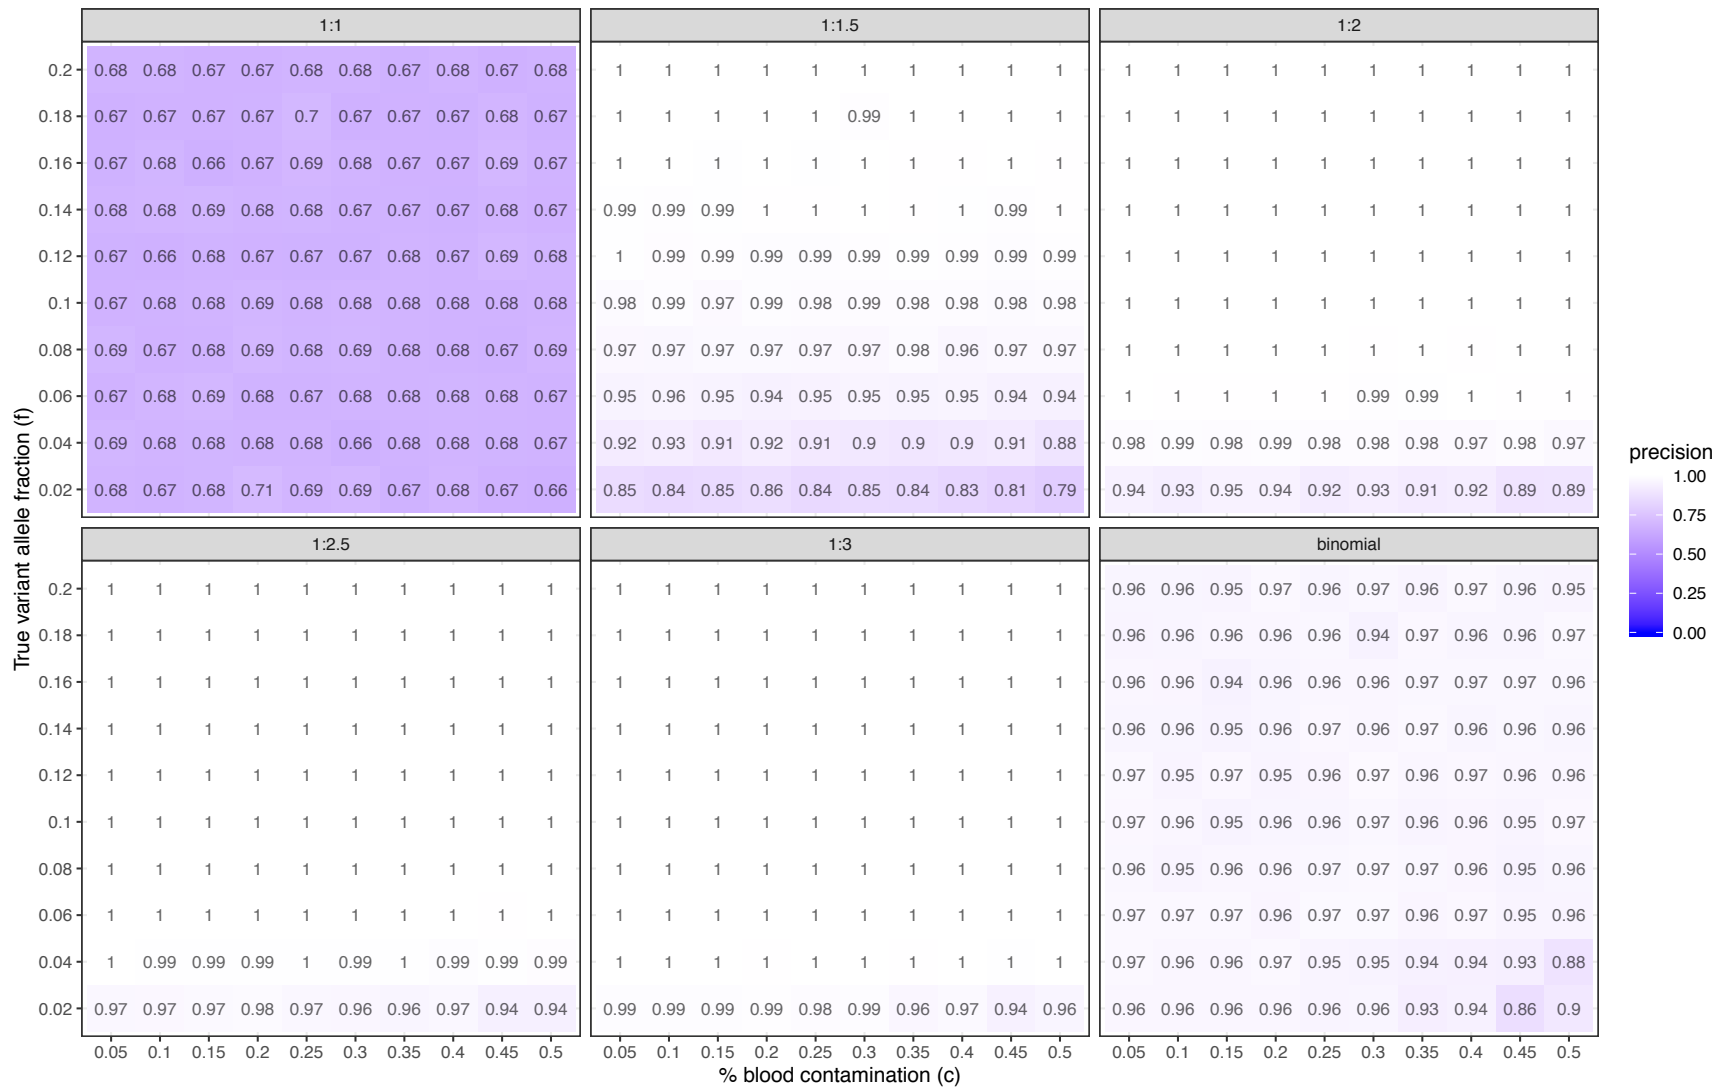 1:1 1:1.5 1:2
0.2 0.68 0.68 0.67 0.67 0.68 0.68 0.67 0.68 0.67 0.68 1 1 1 1 1 1 1 1 1 1 1 1 1 1 1 1 1 1 1 1
0.18 0.67 0.67 0.67 0.67 0.7 0.67 0.67 0.67 0.68 0.67 1 1 1 1 1 0.99 1 1 1 1 1 1 1 1 1 1 1 1 1 1
0.16 0.67 0.68 0.66 0.67 0.69 0.68 0.67 0.67 0.69 0.67 1 1 1 1 1 1 1 1 1 1 1 1 1 1 1 1 1 1 1 1
0.14 0.68 0.68 0.69 0.68 0.68 0.67 0.67 0.67 0.68 0.67 0.99 0.99 0.99 1 1 1 1 1 0.99 1 1 1 1 1 1 1 1 1 1 1
0.12 0.67 0.66 0.68 0.67 0.67 0.67 0.68 0.67 0.69 0.68 1 0.99 0.99 0.99 0.99 0.99 0.99 0.99 0.99 0.99 1 1 1 1 1 1 1 1 1 1
0.1 0.67 0.68 0.68 0.69 0.68 0.68 0.68 0.68 0.68 0.68 0.98 0.99 0.97 0.99 0.98 0.99 0.98 0.98 0.98 0.98 1 1 1 1 1 1 1 1 1 1
0.08 0.69 0.67 0.68 0.69 0.68 0.69 0.68 0.68 0.67 0.69 0.97 0.97 0.97 0.97 0.97 0.97 0.98 0.96 0.97 0.97 1 1 1 1 1 1 1 1 1 1
0.06 0.67 0.68 0.69 0.68 0.67 0.68 0.68 0.68 0.68 0.67 0.95 0.96 0.95 0.94 0.95 0.95 0.95 0.95 0.94 0.94 1 1 1 1 1 0.99 0.99 1 1 1
0.04 0.69 0.68 0.68 0.68 0.68 0.66 0.68 0.68 0.68 0.67 0.92 0.93 0.91 0.92 0.91 0.9 0.9 0.9 0.91 0.88 0.98 0.99 0.98 0.99 0.98 0.98 0.98 0.97 0.98 0.97
0.02 0.68 0.67 0.68 0.71 0.69 0.69 0.67 0.68 0.67 0.66 0.85 0.84 0.85 0.86 0.84 0.85 0.84 0.83 0.81 0.79 0.94 0.93 0.95 0.94 0.92 0.93 0.91 0.92 0.89 0.89
True variant allele fraction (f)
1:2.5 1:3 binomial
0.2 1 1 1 1 1 1 1 1 1 1 1 1 1 1 1 1 1 1 1 1 0.96 0.96 0.95 0.97 0.96 0.97 0.96 0.97 0.96 0.95
0.18 1 1 1 1 1 1 1 1 1 1 1 1 1 1 1 1 1 1 1 1 0.96 0.96 0.96 0.96 0.96 0.94 0.97 0.96 0.96 0.97
0.16 1 1 1 1 1 1 1 1 1 1 1 1 1 1 1 1 1 1 1 1 0.96 0.96 0.94 0.96 0.96 0.96 0.97 0.97 0.97 0.96
0.14 1 1 1 1 1 1 1 1 1 1 1 1 1 1 1 1 1 1 1 1 0.96 0.96 0.95 0.96 0.97 0.96 0.97 0.96 0.96 0.96
0.12 1 1 1 1 1 1 1 1 1 1 1 1 1 1 1 1 1 1 1 1 0.97 0.95 0.97 0.95 0.96 0.97 0.96 0.97 0.96 0.96
0.1 1 1 1 1 1 1 1 1 1 1 1 1 1 1 1 1 1 1 1 1 0.97 0.96 0.95 0.96 0.96 0.97 0.96 0.96 0.95 0.97
0.08 1 1 1 1 1 1 1 1 1 1 1 1 1 1 1 1 1 1 1 1 0.96 0.95 0.96 0.96 0.97 0.97 0.96 0.96 0.95 0.96
0.06 1 1 1 1 1 1 1 1 1 1 1 1 1 1 1 1 1 1 1 1 0.97 0.97 0.97 0.96 0.97 0.97 0.96 0.97 0.95 0.96
0.04 1 0.99 0.99 0.99 1 0.99 1 0.99 0.99 0.99 1 1 1 1 1 1 1 1 1 1 0.97 0.96 0.96 0.97 0.95 0.95 0.94 0.94 0.93 0.88
0.02 0.97 0.97 0.97 0.98 0.97 0.96 0.96 0.97 0.94 0.94 0.99 0.99 0.99 0.99 0.98 0.99 0.96 0.97 0.94 0.96 0.96 0.96 0.96 0.96 0.96 0.96 0.93 0.94 0.86 0.9
0.05 0.1 0.15 0.2 0.25 0.3 0.35 0.4 0.45 0.5 0.05 0.1 0.15 0.2 0.25 0.3 0.35 0.4 0.45 0.5 0.05 0.1 0.15 0.2 0.25 0.3 0.35 0.4 0.45 0.5
% blood contamination (c)
precision
1.00
0.75
0.50
0.25
0.00